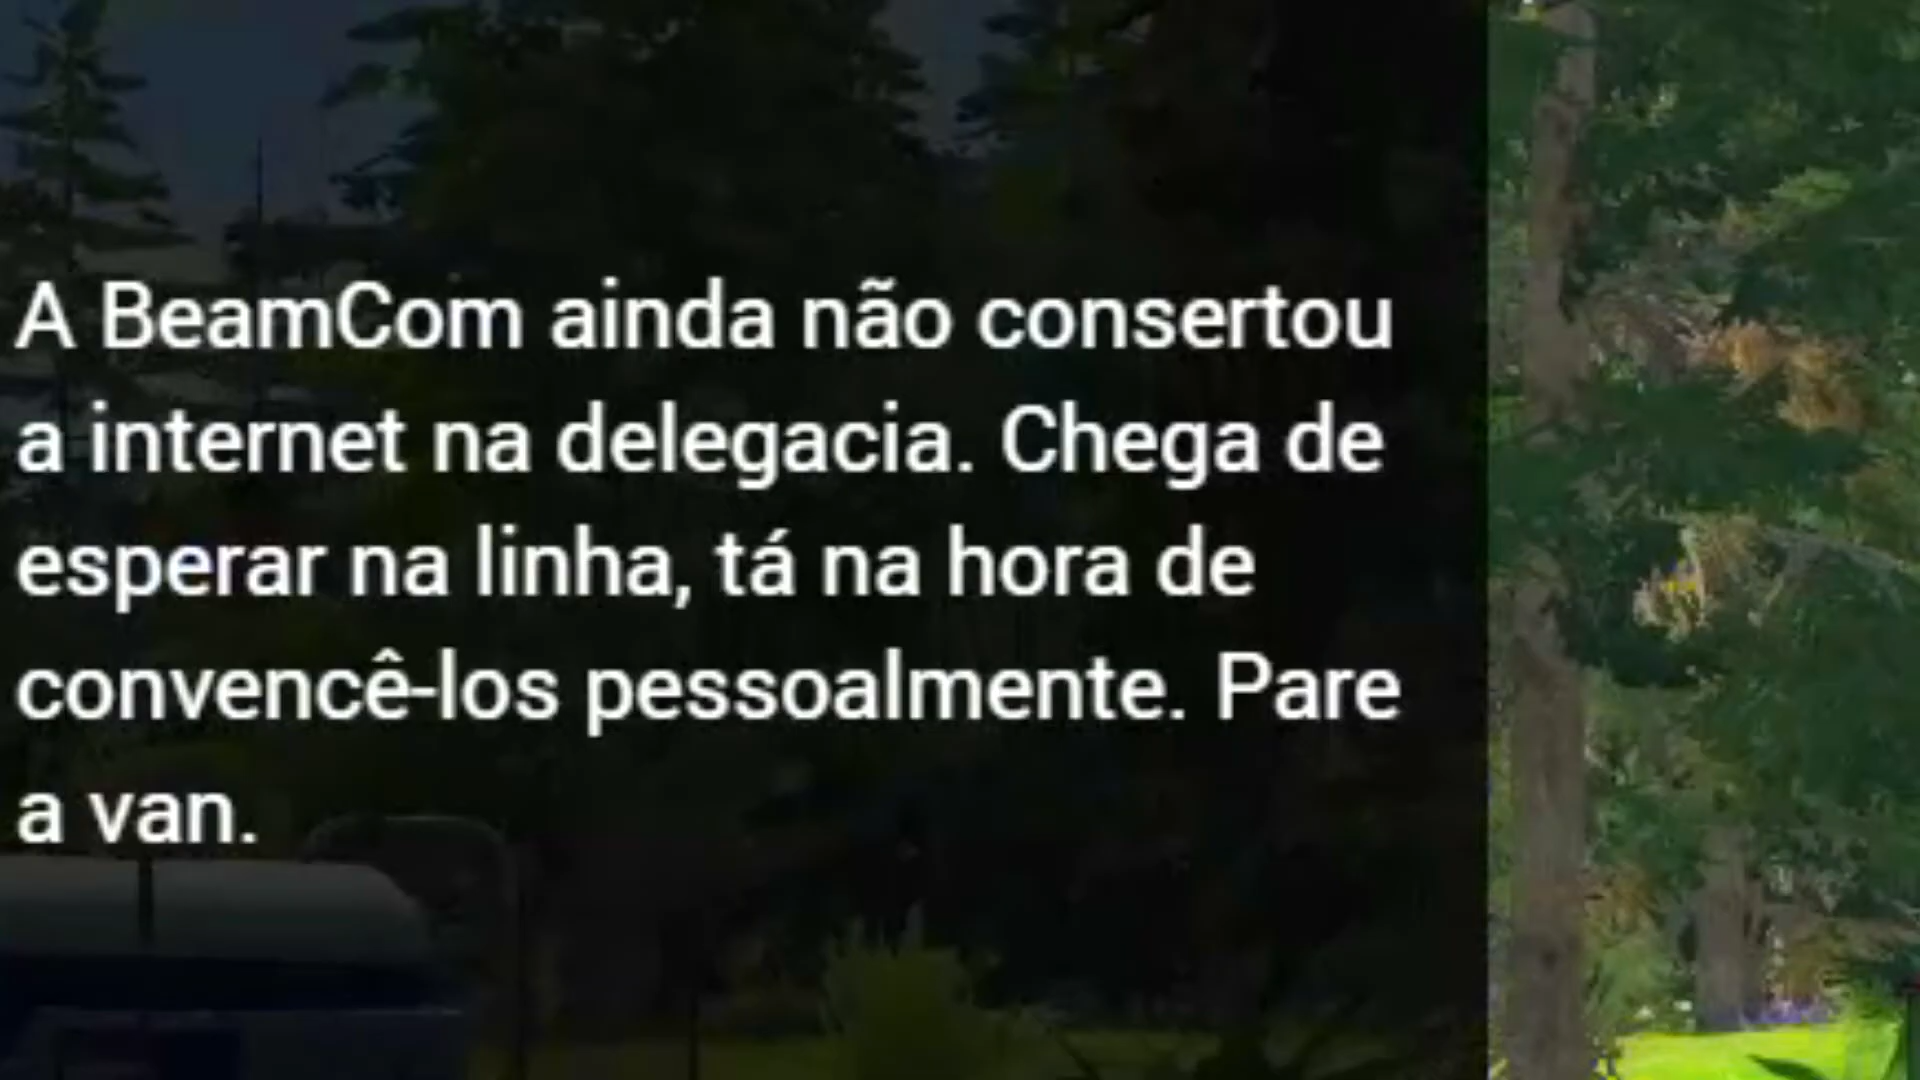 A BeamCom ainda não consertou
a internet na delegacia. Chega de
esperar na linha, tá na hora de
convencê-los pessoalmente. Pare
a van.